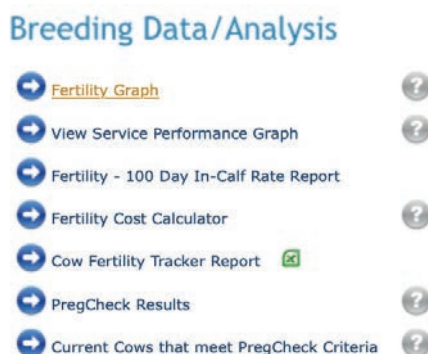 Breeding Data/Analysis
Fertility Graph
?
View Service Performance Graph
?
Fertility - 100 Day In-Calf Rate Report
Fertility Cost Calculator
?
Cow Fertility Tracker Report
PregCheck Results
?
Current Cows that meet PregCheck Criteria
?